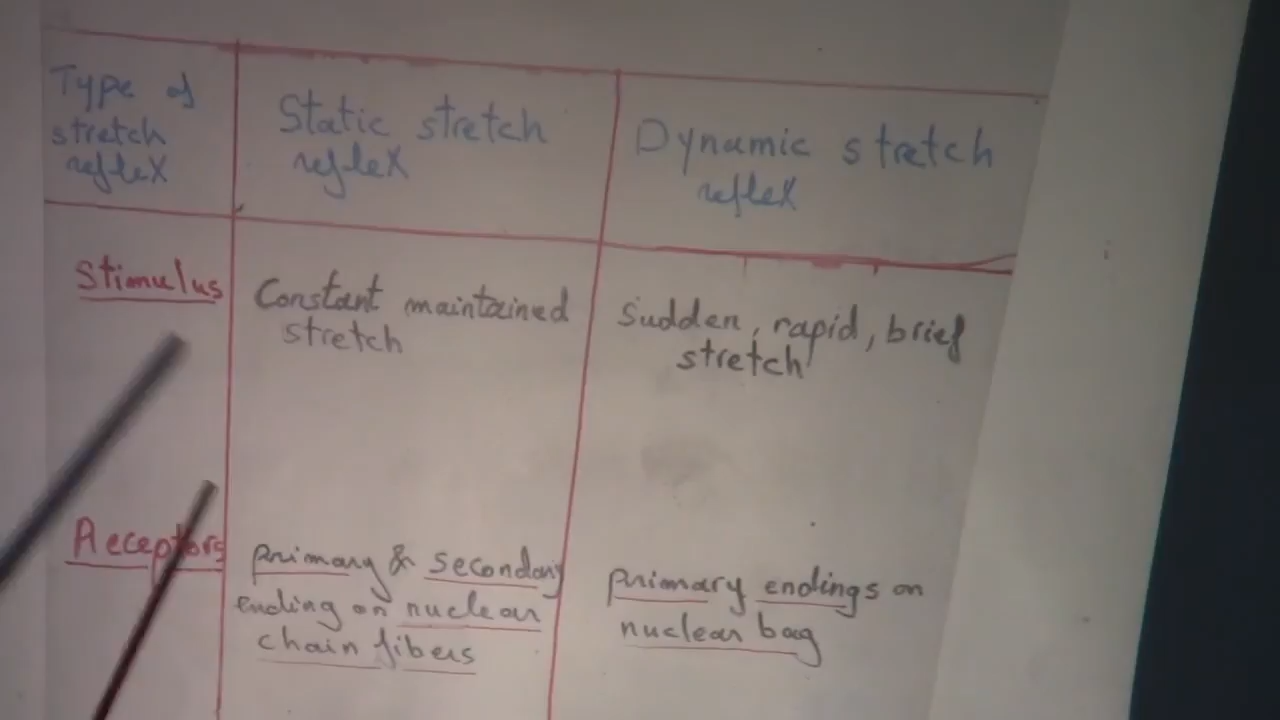 Type of
stretch
reflex
Static stretch
reflex
Dynamic stretch
reflex
Stimulus
Constant maintained
stretch
Sudden, rapid, brief
stretch
Receptors
primary & secondary
ending on nuclear
chain fibers
primary endings on
nuclear bag